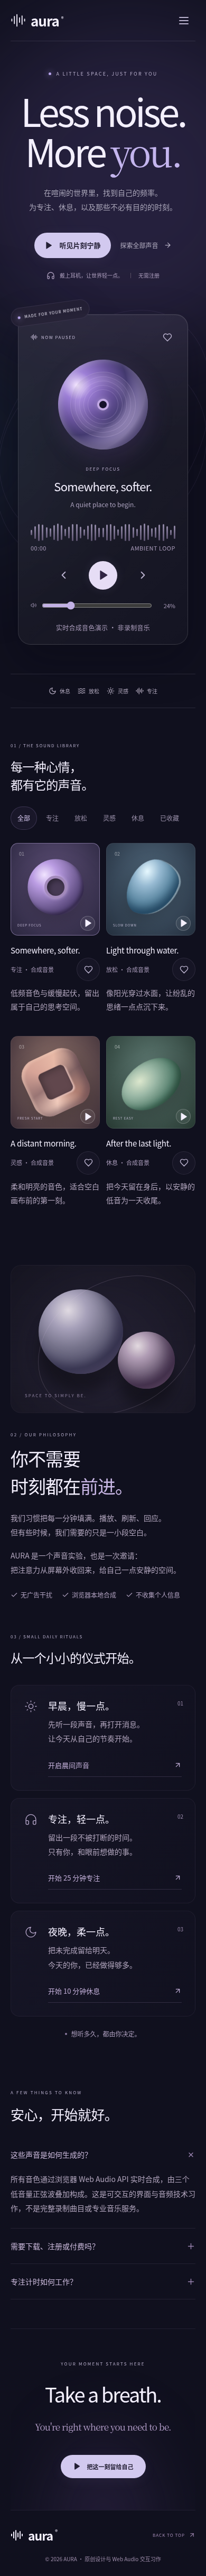 aura
A LITTLE SPACE, JUST FOR YOU
Less noise.
More you.
在喧闹的世界里，找到自己的频率。
为专注、休息，以及那些不必有目的的时刻。
听见片刻宁静
探索全部声音
戴上耳机，让世界轻一点。
无需注册
MADE FOR YOUR MOMENT
NOW PAUSED
DEEP FOCUS
Somewhere, softer.
A quiet place to begin.
00:00
AMBIENT LOOP
24%
实时合成音色演示 · 非录制音乐
休息
放松
灵感
专注
01 / THE SOUND LIBRARY
每一种心情，
都有它的声音。
全部
专注
放松
灵感
休息
已收藏
01
DEEP FOCUS
Somewhere, softer.
专注 · 合成音景
低频音色与缓慢起伏，留出
属于自己的思考空间。
02
SLOW DOWN
Light through water.
放松 · 合成音景
像阳光穿过水面，让纷乱的
思绪一点点沉下来。
03
FRESH START
A distant morning.
灵感 · 合成音景
柔和明亮的音色，适合空白
画布前的第一刻。
04
REST EASY
After the last light.
休息 · 合成音景
把今天留在身后，以安静的
低音为一天收尾。
SPACE TO SIMPLY BE.
02 / OUR PHILOSOPHY
你不需要
时刻都在前进。
我们习惯把每一分钟填满。播放、刷新、回应。
但有些时候，我们需要的只是一小段空白。
AURA 是一个声音实验，也是一次邀请：
把注意力从屏幕外收回来，给自己一点安静的空间。
无广告干扰
浏览器本地合成
不收集个人信息
03 / SMALL DAILY RITUALS
从一个小小的仪式开始。
早晨，慢一点。
01
先听一段声音，再打开消息。
让今天从自己的节奏开始。
开启晨间声音
专注，轻一点。
02
留出一段不被打断的时间。
只有你，和眼前想做的事。
开始 25 分钟专注
夜晚，柔一点。
03
把未完成留给明天。
今天的你，已经做得够多。
开始 10 分钟休息
想听多久，都由你决定。
A FEW THINGS TO KNOW
安心，开始就好。
这些声音是如何生成的？
所有音色通过浏览器 Web Audio API 实时合成，由三个
低音量正弦波叠加构成。这是可交互的界面与音频技术习
作，不是完整录制曲目或专业音乐服务。
需要下载、注册或付费吗？
专注计时如何工作？
YOUR MOMENT STARTS HERE
Take a breath.
You're right where you need to be.
把这一刻留给自己
aura
BACK TO TOP
© 2026 AURA · 原创设计与 Web Audio 交互习作